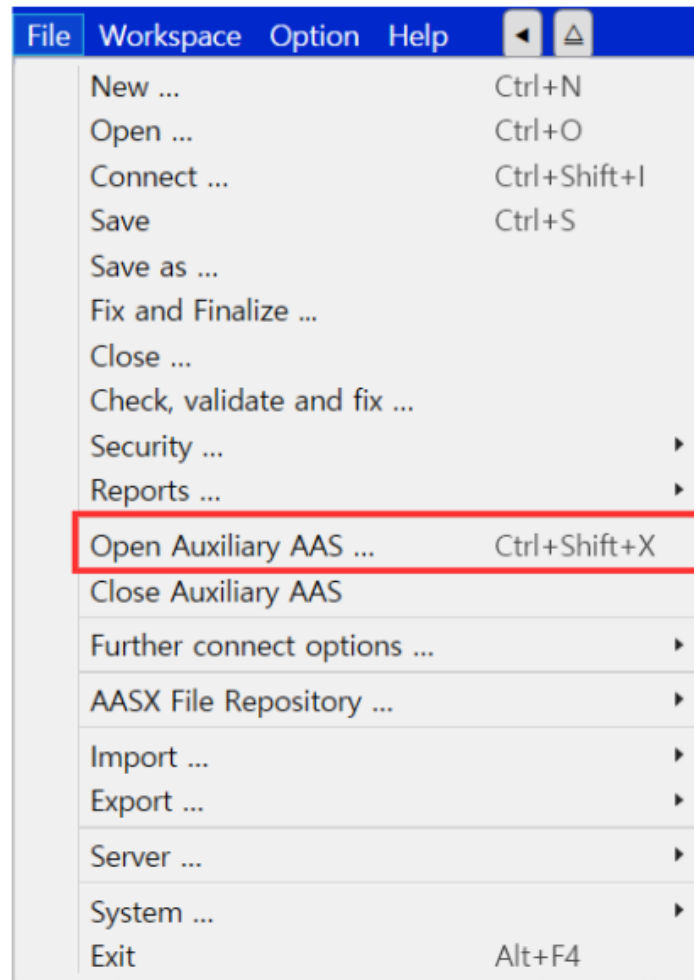 File Workspace Option Help
New ... Ctrl+N
Open ... Ctrl+O
Connect ... Ctrl+Shift+I
Save Ctrl+S
Save as ...
Fix and Finalize ...
Close ...
Check, validate and fix ...
Security ...
Reports ...
Open Auxiliary AAS ... Ctrl+Shift+X
Close Auxiliary AAS
Further connect options ...
AASX File Repository ...
Import ...
Export ...
Server ...
System ...
Exit Alt+F4